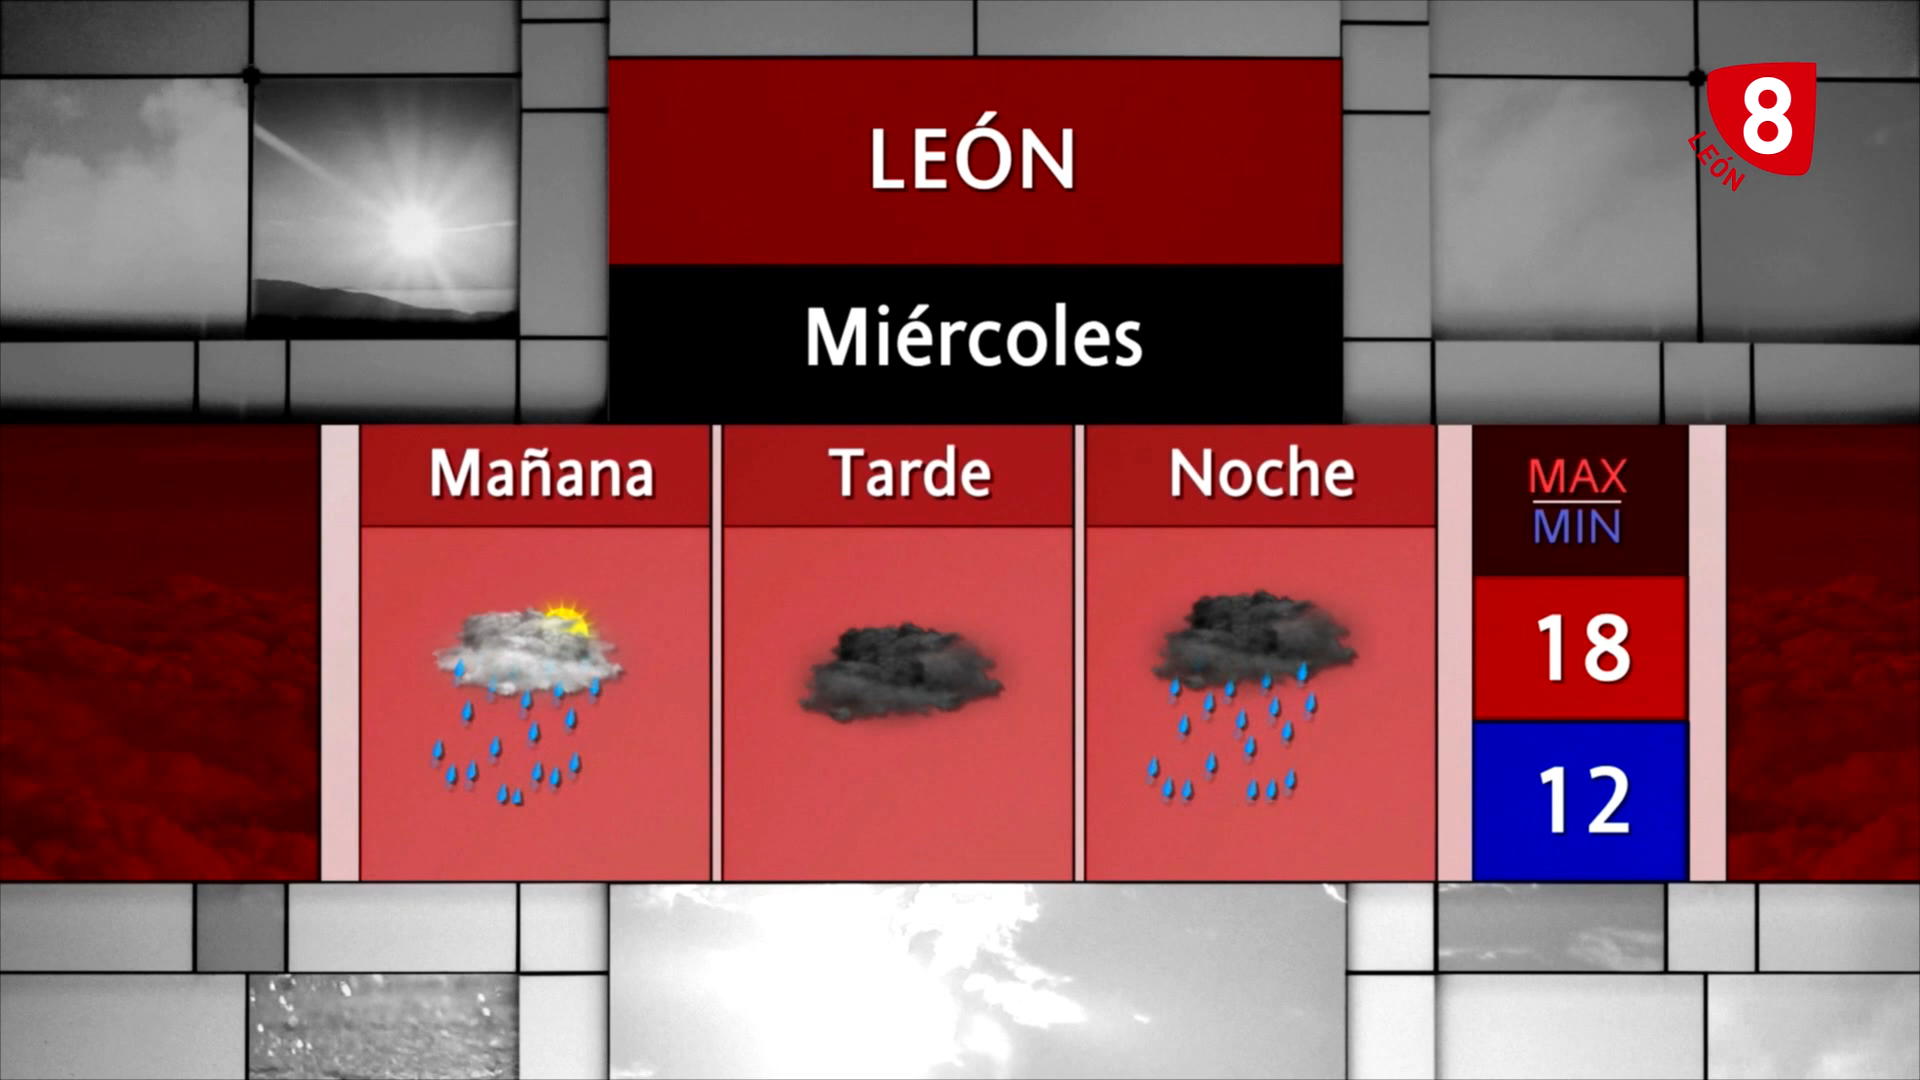 LEÓN
Miércoles
8
LEÓN
Mañana
Tarde
Noche
MAX
MIN
18
12